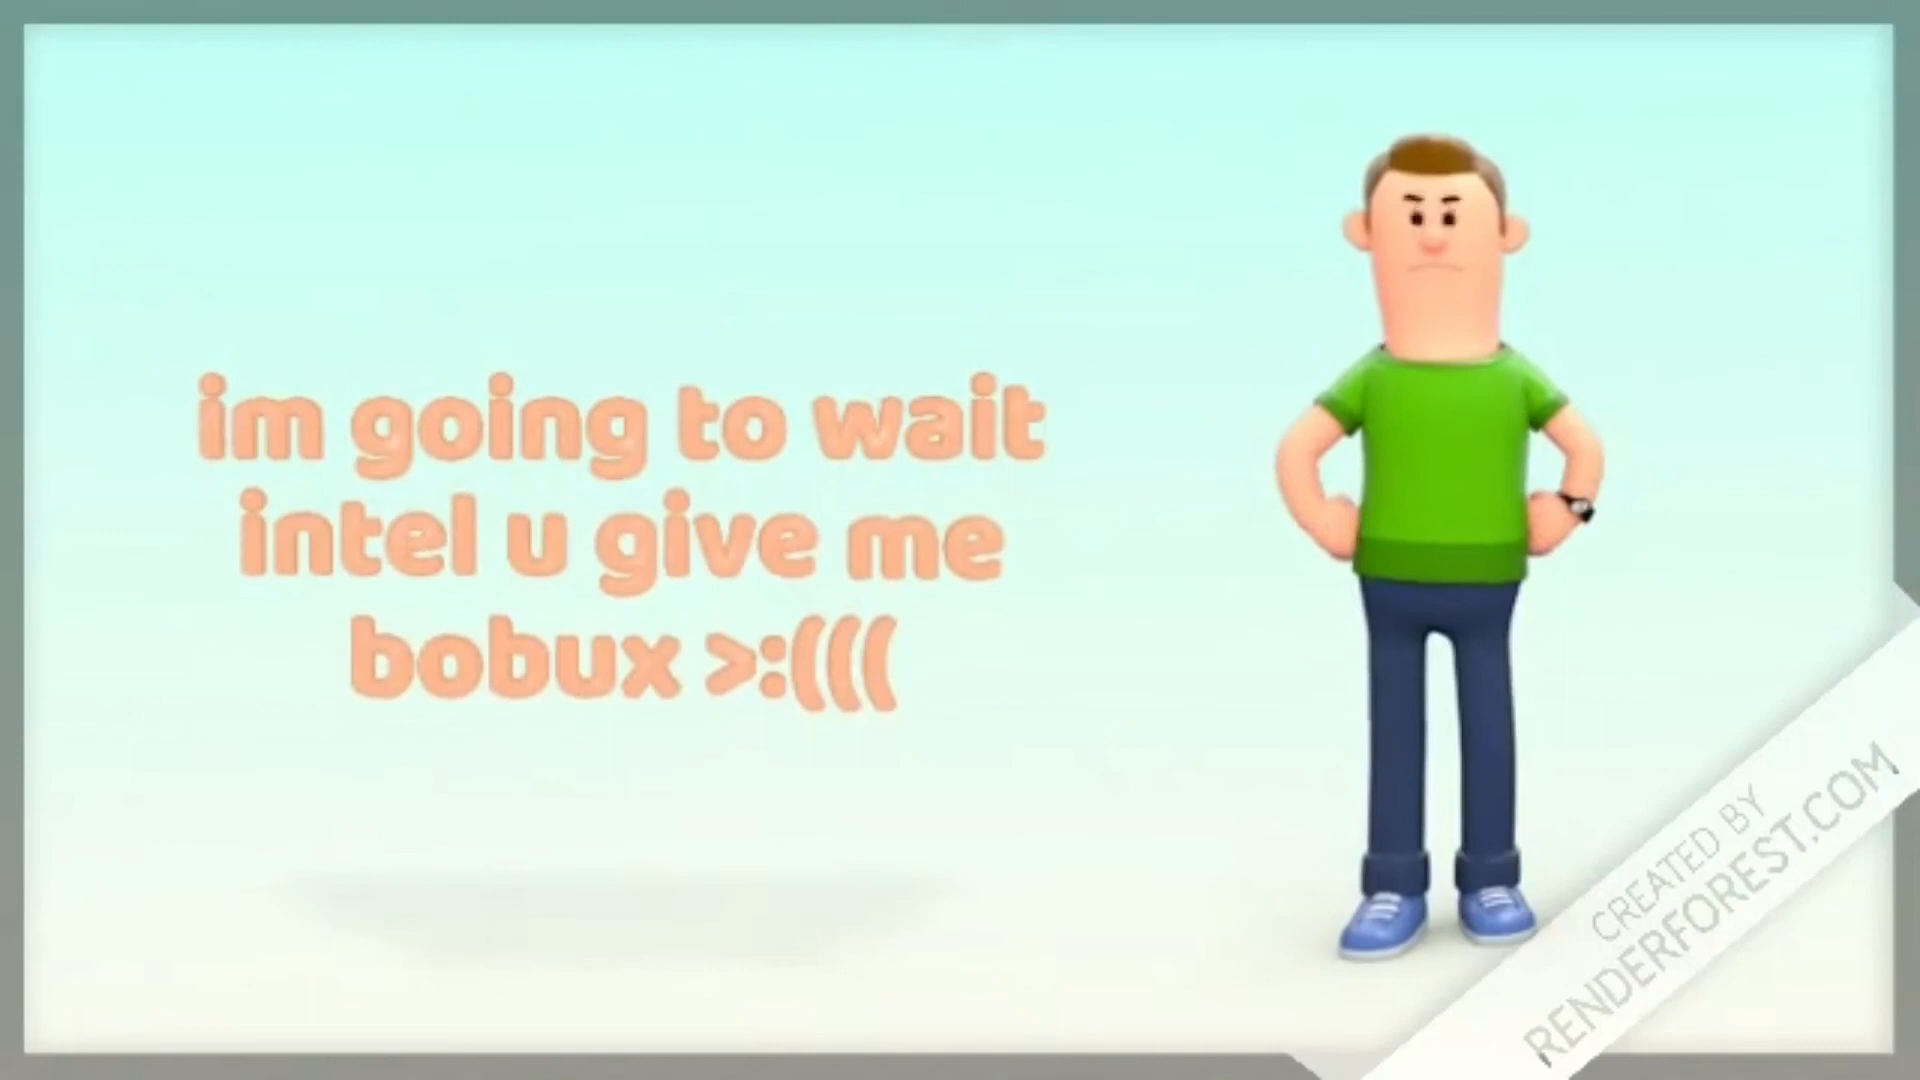 im going to wait
intel u give me
bobux >:(((
CREATED BY
RENDERFOREST.COM